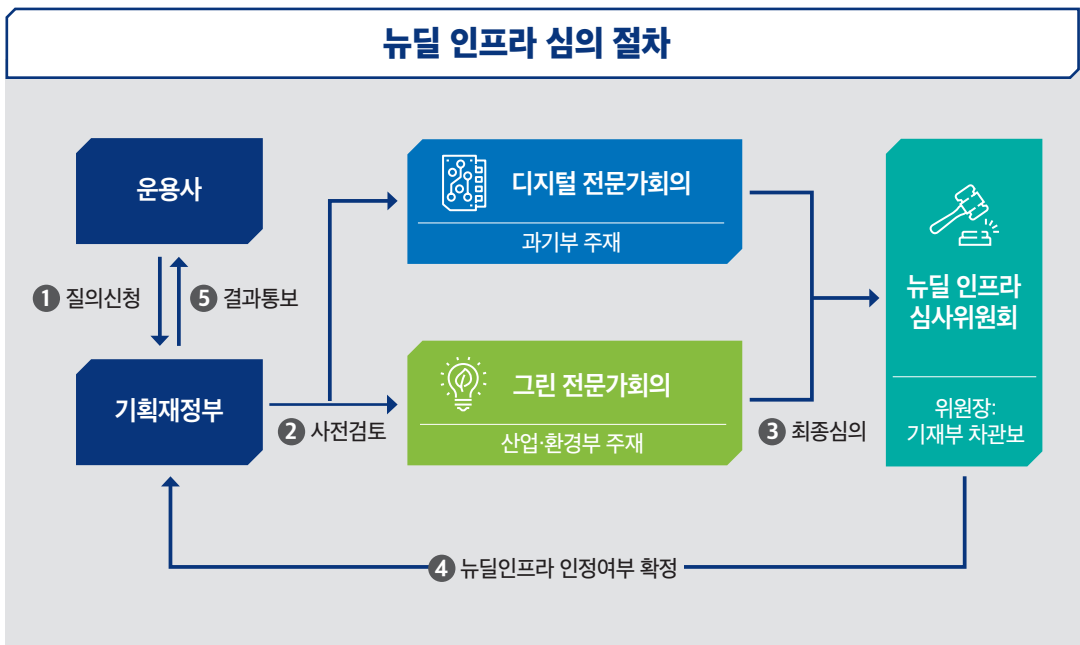 뉴딜 인프라 심의 절차
운용사
❶ 질의신청
❺ 결과통보
기획재정부
❷ 사전검토
디지털 전문가회의
과기부 주재
그린 전문가회의
산업·환경부 주재
❸ 최종심의
뉴딜 인프라
심사위원회
위원장:
기재부 차관보
❹ 뉴딜인프라 인정여부 확정